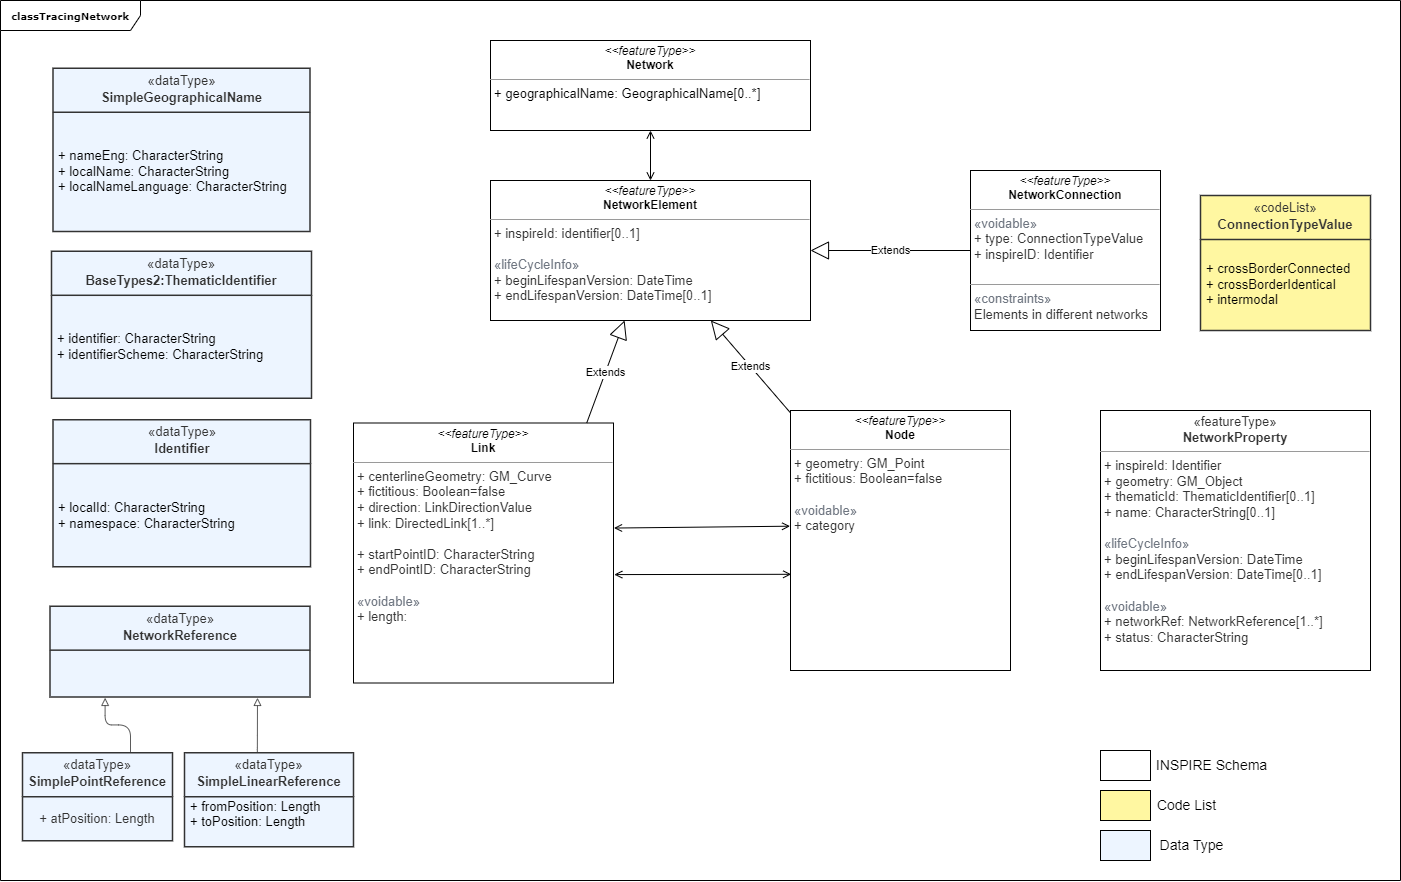 classTracingNetwork
<<featureType>>
Network
+ geographicalName: GeographicalName[0..*]
«dataType»
SimpleGeographicalName
+ nameEng: CharacterString
+ localName: CharacterString
+ localNameLanguage: CharacterString
<<featureType>>
NetworkElement
+ inspireId: identifier[0..1]
«lifeCycleInfo»
+ beginLifespanVersion: DateTime
+ endLifespanVersion: DateTime[0..1]
Extends
<<featureType>>
NetworkConnection
«voidable»
+ type: ConnectionTypeValue
+ inspireID: Identifier
«constraints»
Elements in different networks
«codeList»
ConnectionTypeValue
+ crossBorderConnected
+ crossBorderIdentical
+ intermodal
«dataType»
BaseTypes2:ThematicIdentifier
+ identifier: CharacterString
+ identifierScheme: CharacterString
Extends
Extends
«dataType»
Identifier
+ localId: CharacterString
+ namespace: CharacterString
<<featureType>>
Link
+ centerlineGeometry: GM_Curve
+ fictitious: Boolean=false
+ direction: LinkDirectionValue
+ link: DirectedLink[1..*]
+ startPointID: CharacterString
+ endPointID: CharacterString
«voidable»
+ length:
<<featureType>>
Node
+ geometry: GM_Point
+ fictitious: Boolean=false
«voidable»
+ category
«featureType»
NetworkProperty
+ inspireId: Identifier
+ geometry: GM_Object
+ thematicId: ThematicIdentifier[0..1]
+ name: CharacterString[0..1]
«lifeCycleInfo»
+ beginLifespanVersion: DateTime
+ endLifespanVersion: DateTime[0..1]
«voidable»
+ networkRef: NetworkReference[1..*]
+ status: CharacterString
«dataType»
NetworkReference
«dataType»
SimplePointReference
+ atPosition: Length
«dataType»
SimpleLinearReference
+ fromPosition: Length
+ toPosition: Length
INSPIRE Schema
Code List
Data Type